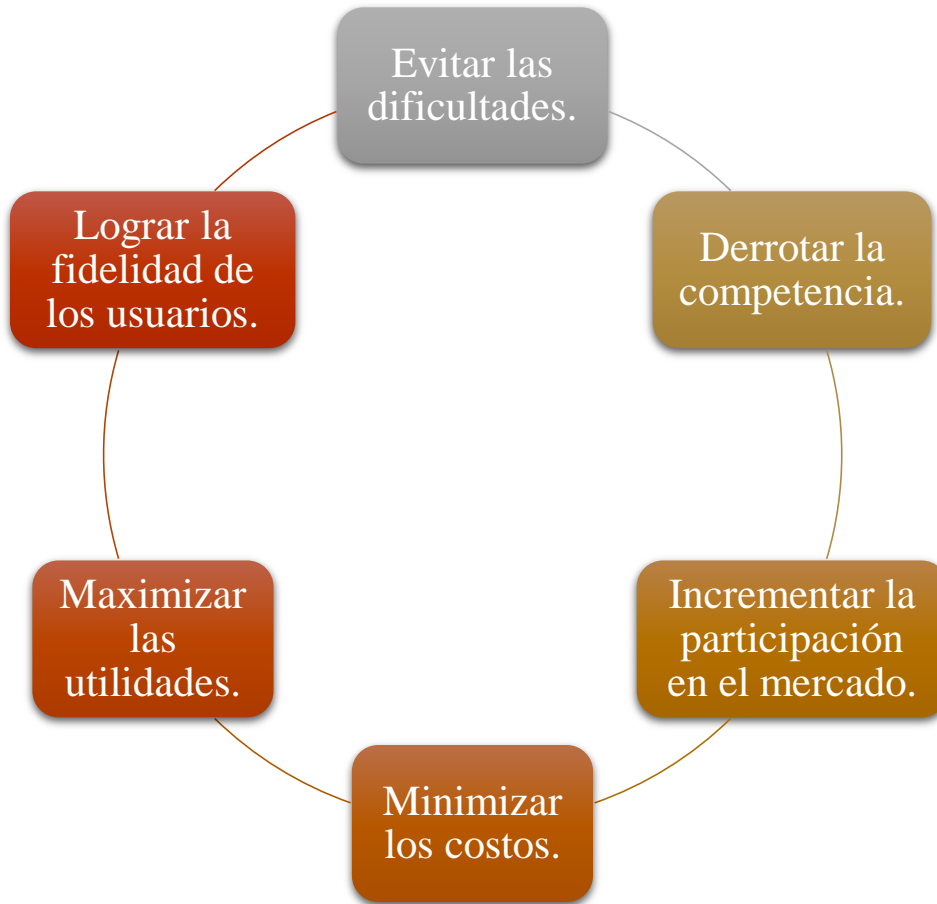 Evitar las
dificultades.
Derrotar la
competencia.
Incrementar la
participación
en el mercado.
Minimizar
los costos.
Maximizar
las
utilidades.
Lograr la
fidelidad de
los usuarios.